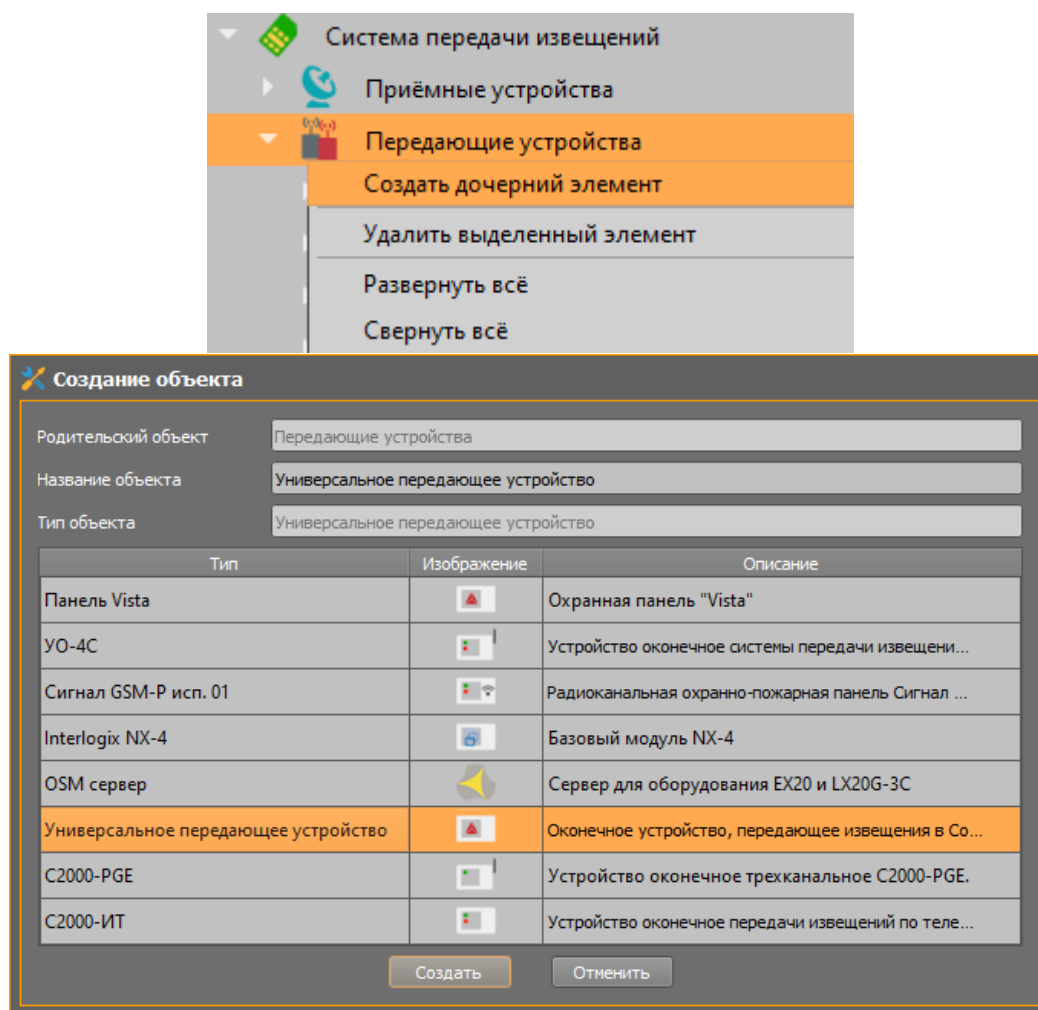 Система передачи извещений
Приёмные устройства
Передающие устройства
Создать дочерний элемент
Удалить выделенный элемент
Развернуть всё
Свернуть всё
Создание объекта
Родительский объект Передающие устройства
Название объекта Универсальное передающее устройство
Тип объекта Универсальное передающее устройство
Тип Изображение Описание
Панель Vista Охранная панель "Vista"
УО-4С Устройство оконечное системы передачи извещени...
Сигнал GSM-P исп. 01 Радиоканальная охранно-пожарная панель Сигнал ...
Interlogix NX-4 Базовый модуль NX-4
OSM сервер Сервер для оборудования EX20 и LX20G-3C
Универсальное передающее устройство Оконечное устройство, передающее извещения в Co...
С2000-PGE Устройство оконечное трехканальное С2000-PGE.
С2000-ИТ Устройство оконечное передачи извещений по теле...
Создать Отменить